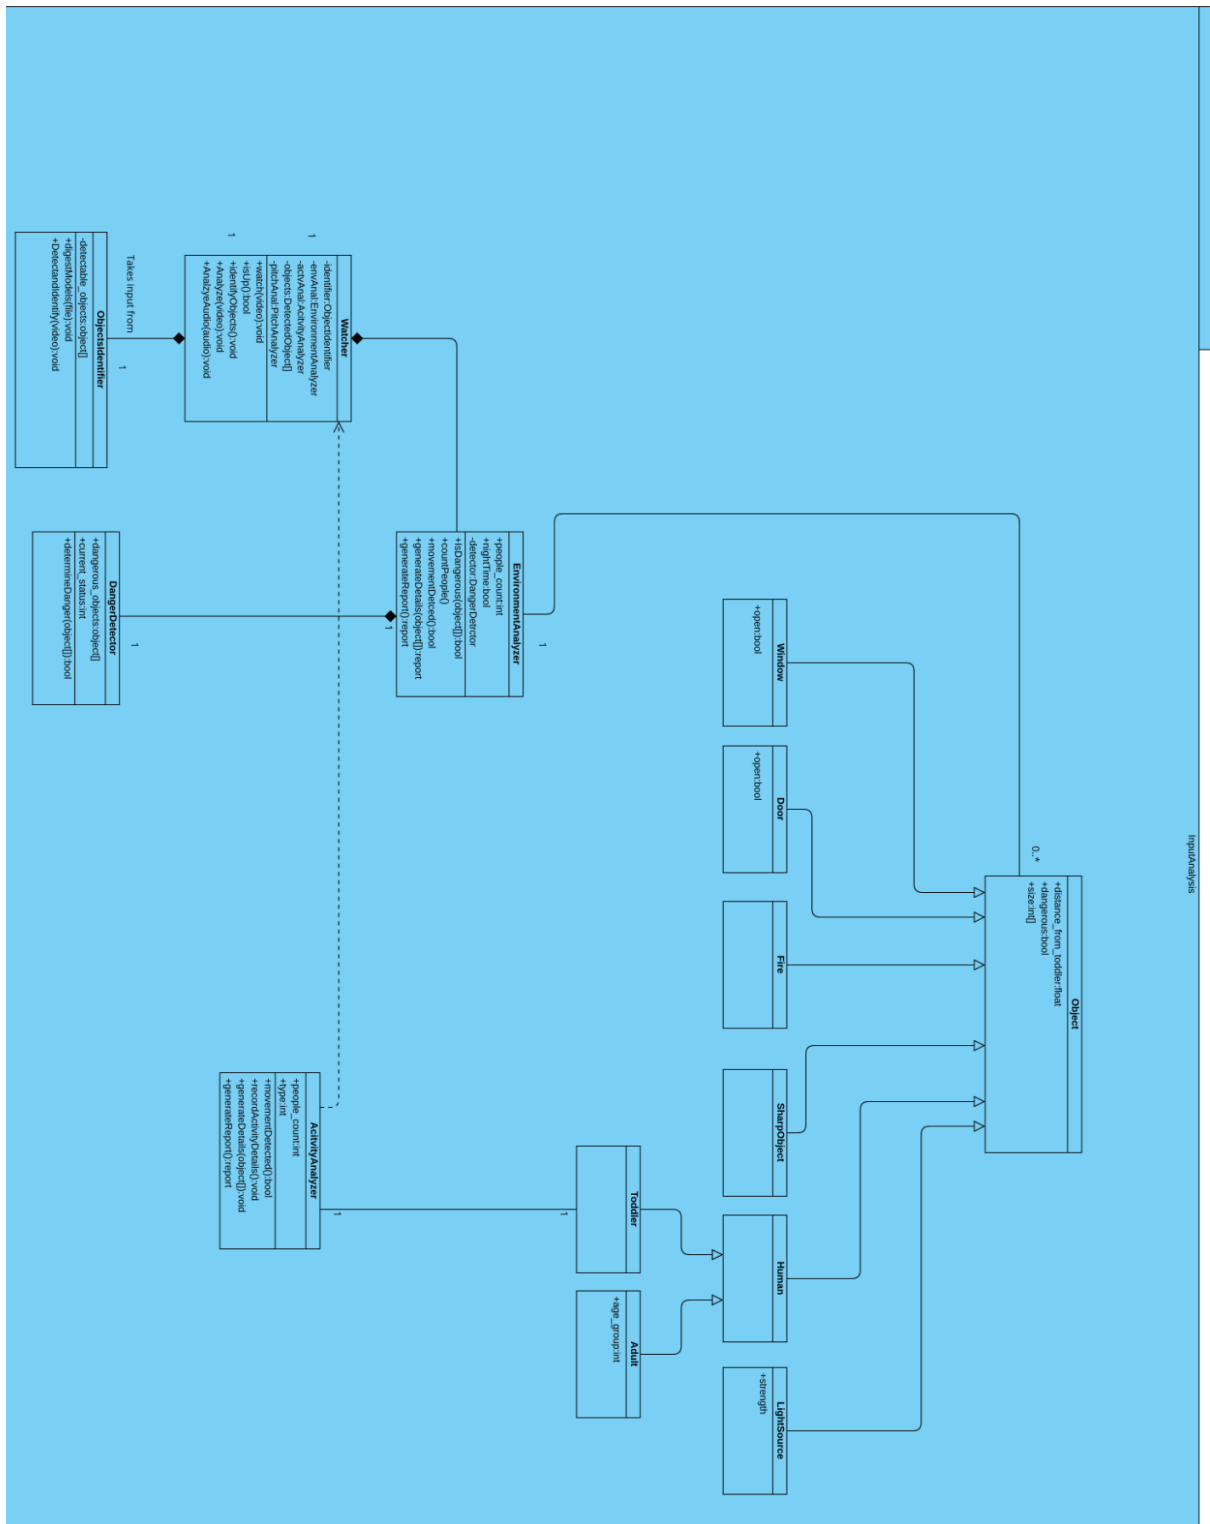 InputAnalysis
Object
+distance_from_toddler:float
+dangerous:bool
+size:int[]
0..*
Window
+open:bool
Door
+open:bool
Fire
SharpObject
Human
LightSource
+strength
Toddler
Adult
+age_group:int
1
EnvironmentAnalyzer
+people_count:int
+nightTime:bool
-detector:DangerDetrctor
+isDangerous(object[]):bool
+countPeople()
+movementDetced():bool
+generateDetails(object[]):report
+generateReport():report
1
1
Watcher
-identifier:ObjectIdentifier
-envAnal:EnvironmentAnalyzer
-actvAnal:AcitvityAnalyzer
-objects:DetectedObject[]
-pitchAnal:PitchAnalyzer
+watch(video):void
+isUp():bool
+identifyObjects():void
+Analyze(video):void
+AnalzyeAudio(audio):void
1
1
AcitvityAnalyzer
+people_count:int
+type:int
+movementDetected():bool
+recordActivityDetails():void
+generateDetails(object[]):void
+generateReport():report
1
Takes input from
1
ObjectsIdentifier
-detectable_objects:object[]
+digestModels(file):void
+DetectandIdentify(video):void
1
DangerDetector
+dangerous_objects:object[]
+current_status:int
+determineDanger(object[]):bool